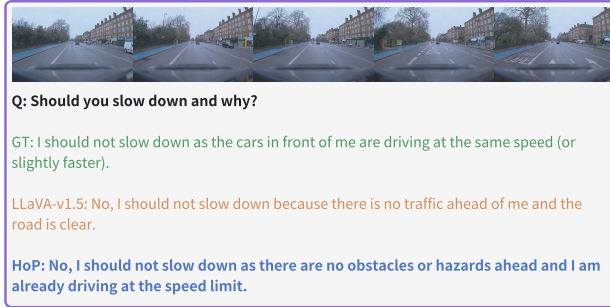 Q: Should you slow down and why?
GT: I should not slow down as the cars in front of me are driving at the same speed (or
slightly faster).
LLaVA-v1.5: No, I should not slow down because there is no traffic ahead of me and the
road is clear.
HoP: No, I should not slow down as there are no obstacles or hazards ahead and I am
already driving at the speed limit.